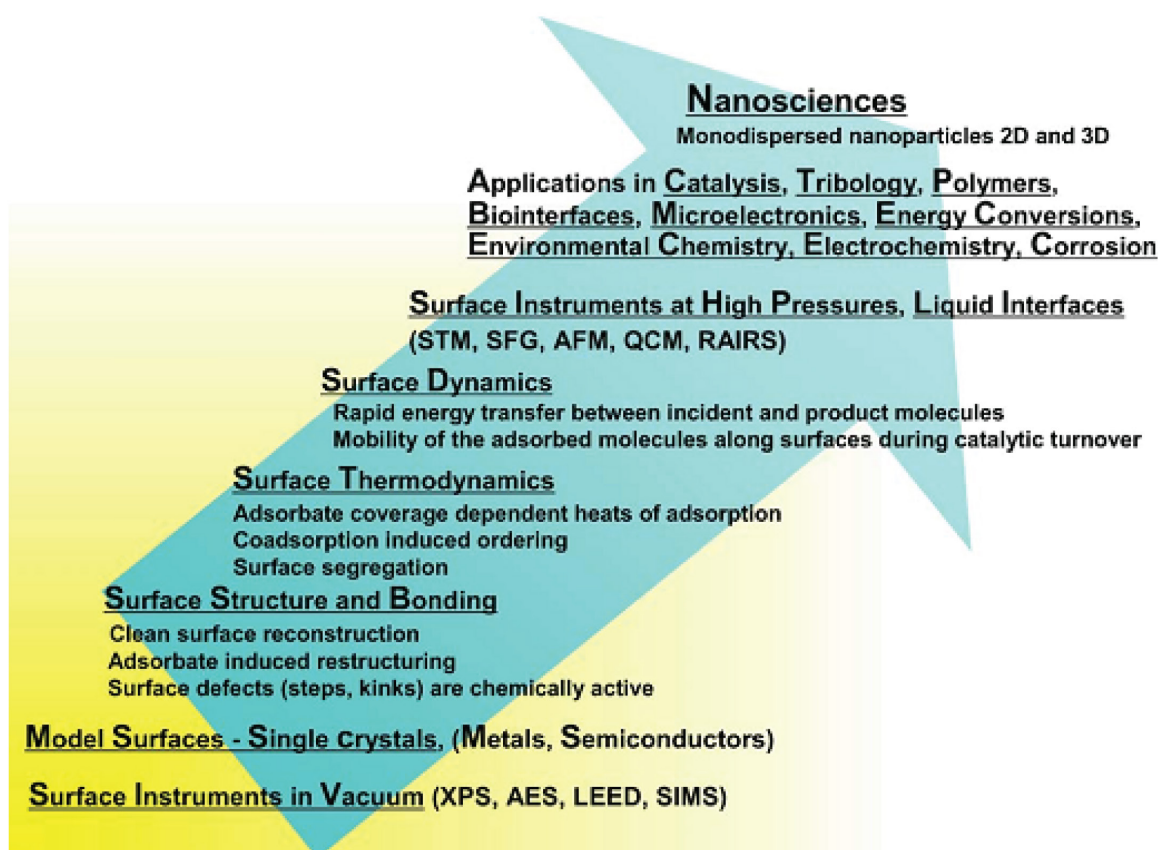 Nanosciences
Monodispersed nanoparticles 2D and 3D
Applications in Catalysis, Tribology, Polymers,
Biointerfaces, Microelectronics, Energy Conversions,
Environmental Chemistry, Electrochemistry, Corrosion
Surface Instruments at High Pressures, Liquid Interfaces
(STM, SFG, AFM, QCM, RAIRS)
Surface Dynamics
Rapid energy transfer between incident and product molecules
Mobility of the adsorbed molecules along surfaces during catalytic turnover
Surface Thermodynamics
Adsorbate coverage dependent heats of adsorption
Coadsorption induced ordering
Surface segregation
Surface Structure and Bonding
Clean surface reconstruction
Adsorbate induced restructuring
Surface defects (steps, kinks) are chemically active
Model Surfaces - Single crystals, (Metals, Semiconductors)
Surface Instruments in Vacuum (XPS, AES, LEED, SIMS)